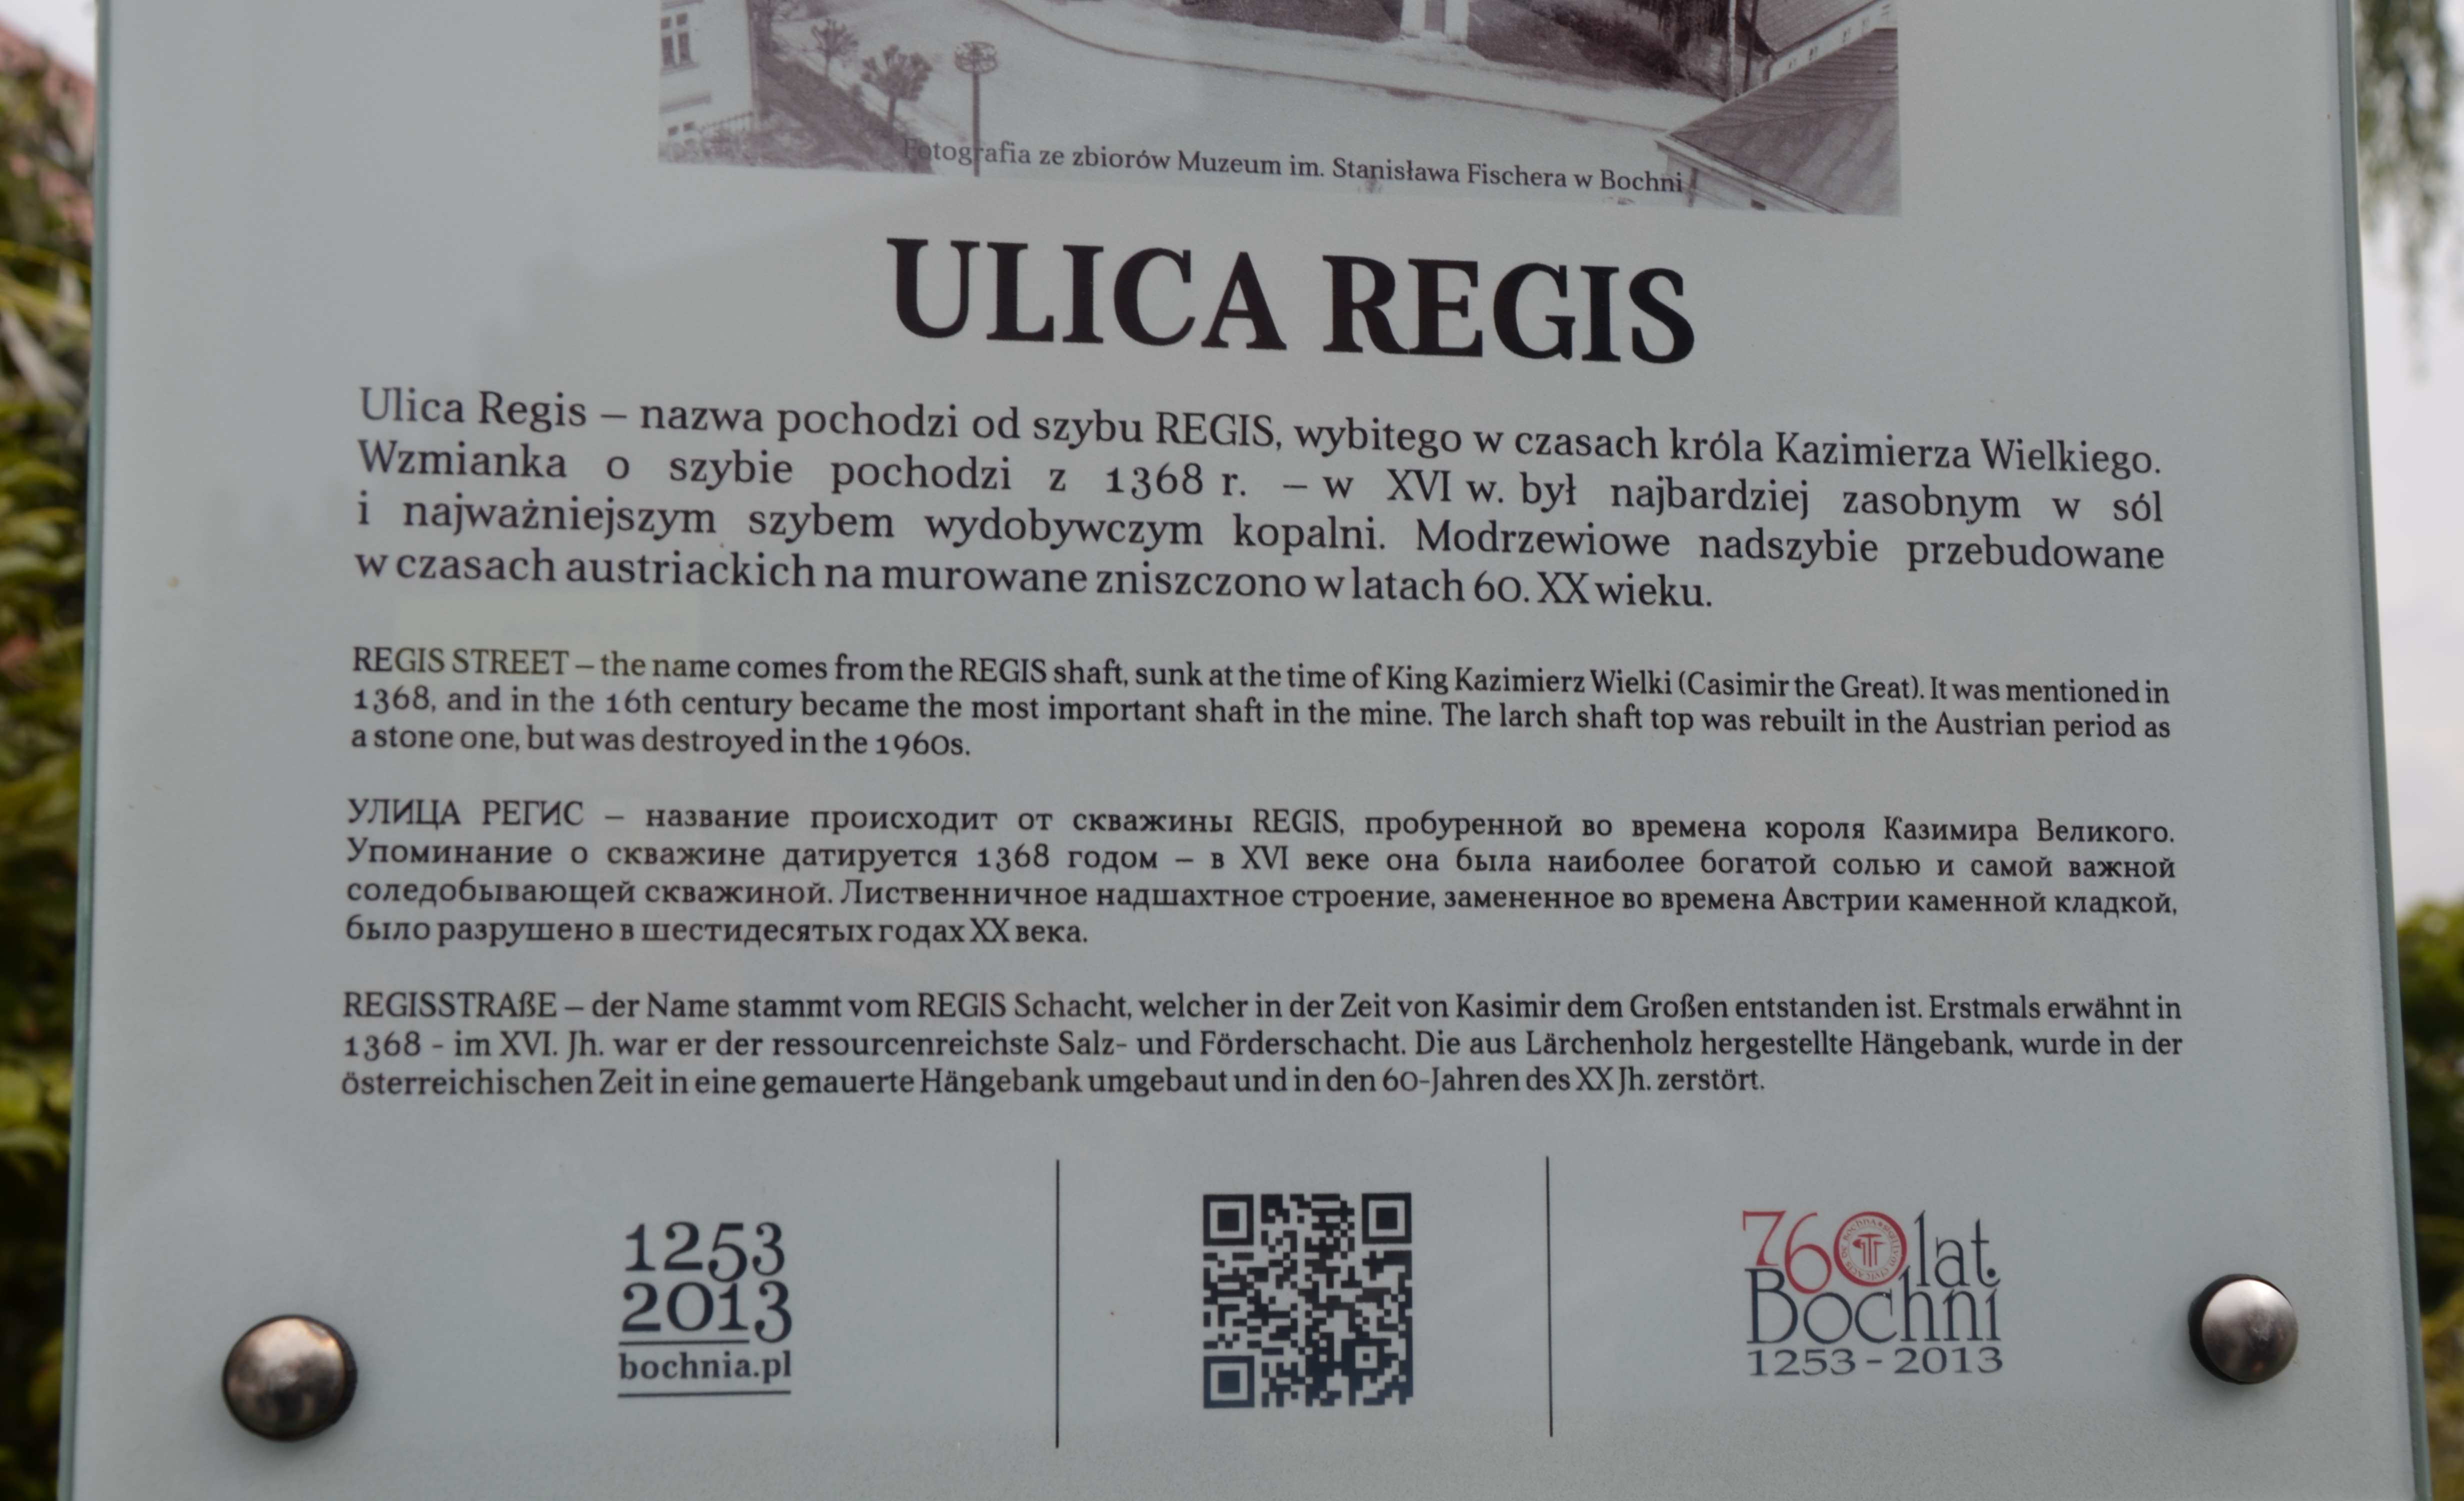 Fotografia ze zbiorów Muzeum im. Stanisława Fischera w Bochni
ULICA REGIS
Ulica Regis – nazwa pochodzi od szybu REGIS, wybitego w czasach króla Kazimierza Wielkiego.
Wzmianka o szybie pochodzi z 1368 r. – w XVI w. był najbardziej zasobnym w sól
i najważniejszym szybem wydobywczym kopalni. Modrzewiowe nadszybie przebudowane
w czasach austriackich na murowane zniszczono w latach 60. XX wieku.
REGIS STREET – the name comes from the REGIS shaft, sunk at the time of King Kazimierz Wielki (Casimir the Great). It was mentioned in
1368, and in the 16th century became the most important shaft in the mine. The larch shaft top was rebuilt in the Austrian period as
a stone one, but was destroyed in the 1960s.
УЛИЦА РЕГИС – название происходит от скважины REGIS, пробуренной во времена короля Казимира Великого.
Упоминание о скважине датируется 1368 годом – в XVI веке она была наиболее богатой солью и самой важной
соледобывающей скважиной. Лиственничное надшахтное строение, замененное во времена Австрии каменной кладкой,
было разрушено в шестидесятых годах XX века.
REGISSTRAßE – der Name stammt vom REGIS Schacht, welcher in der Zeit von Kasimir dem Großen entstanden ist. Erstmals erwähnt in
1368 - im XVI. Jh. war er der ressourcenreichste Salz- und Förderschacht. Die aus Lärchenholz hergestellte Hängebank, wurde in der
österreichischen Zeit in eine gemauerte Hängebank umgebaut und in den 60-Jahren des XX Jh. zerstört.
1253
2013
bochnia.pl
760 lat
Bochni
1253 - 2013